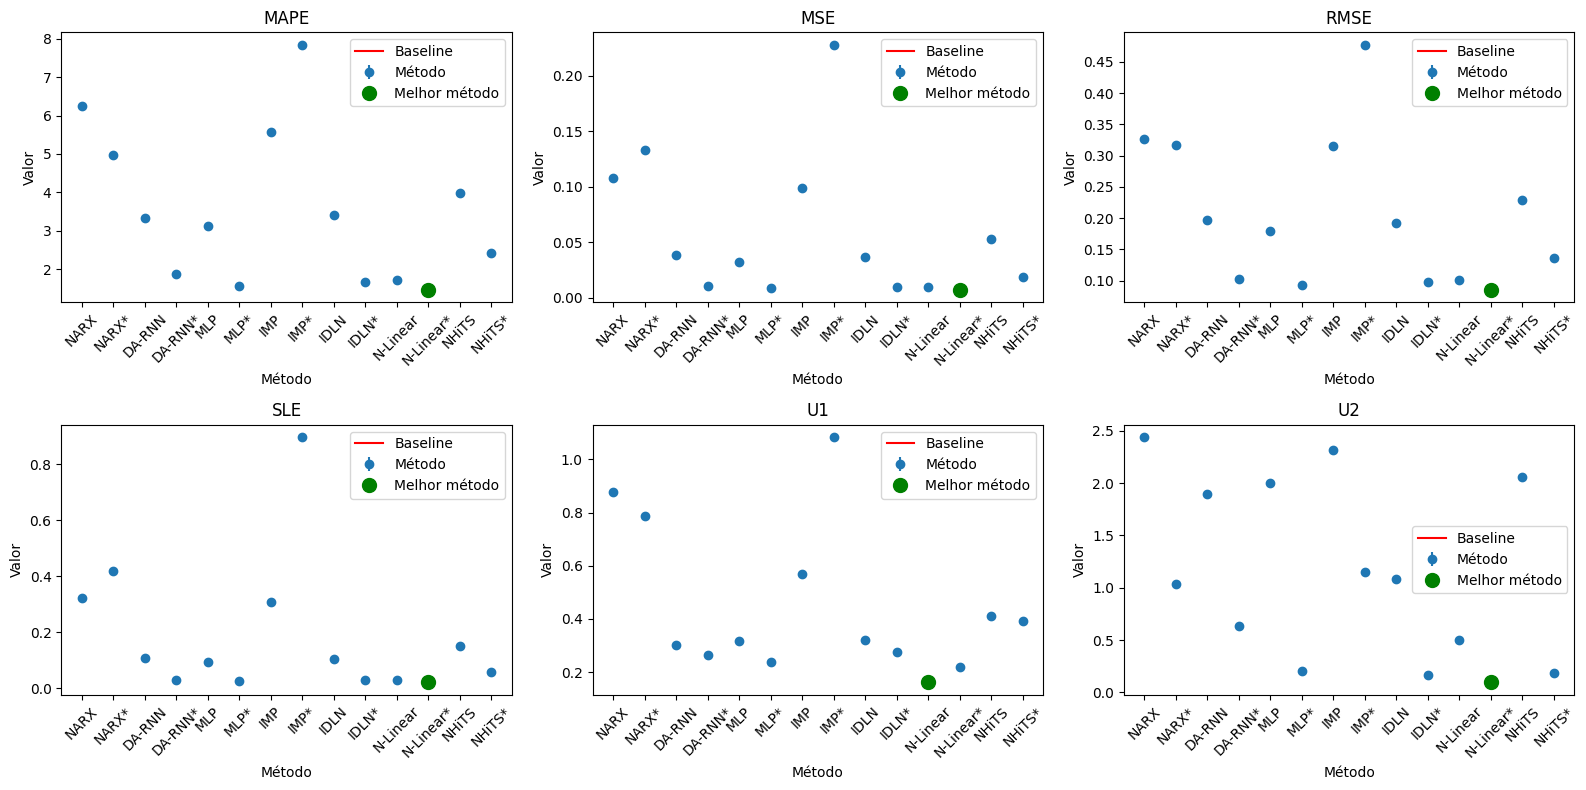 MAPE
Valor
8
7
6
5
4
3
2
Baseline
Método
Melhor método
NARX
NARX*
DA-RNN
DA-RNN*
MLP
MLP*
IMP
IMP*
IDLN
IDLN*
N-Linear
N-Linear*
NHiTS
NHiTS*
Método
MSE
Valor
0.20
0.15
0.10
0.05
0.00
Baseline
Método
Melhor método
NARX
NARX*
DA-RNN
DA-RNN*
MLP
MLP*
IMP
IMP*
IDLN
IDLN*
N-Linear
N-Linear*
NHiTS
NHiTS*
Método
RMSE
Valor
0.45
0.40
0.35
0.30
0.25
0.20
0.15
0.10
Baseline
Método
Melhor método
NARX
NARX*
DA-RNN
DA-RNN*
MLP
MLP*
IMP
IMP*
IDLN
IDLN*
N-Linear
N-Linear*
NHiTS
NHiTS*
Método
SLE
Valor
0.8
0.6
0.4
0.2
0.0
Baseline
Método
Melhor método
NARX
NARX*
DA-RNN
DA-RNN*
MLP
MLP*
IMP
IMP*
IDLN
IDLN*
N-Linear
N-Linear*
NHiTS
NHiTS*
Método
U1
Valor
1.0
0.8
0.6
0.4
0.2
Baseline
Método
Melhor método
NARX
NARX*
DA-RNN
DA-RNN*
MLP
MLP*
IMP
IMP*
IDLN
IDLN*
N-Linear
N-Linear*
NHiTS
NHiTS*
Método
U2
Valor
2.5
2.0
1.5
1.0
0.5
0.0
Baseline
Método
Melhor método
NARX
NARX*
DA-RNN
DA-RNN*
MLP
MLP*
IMP
IMP*
IDLN
IDLN*
N-Linear
N-Linear*
NHiTS
NHiTS*
Método